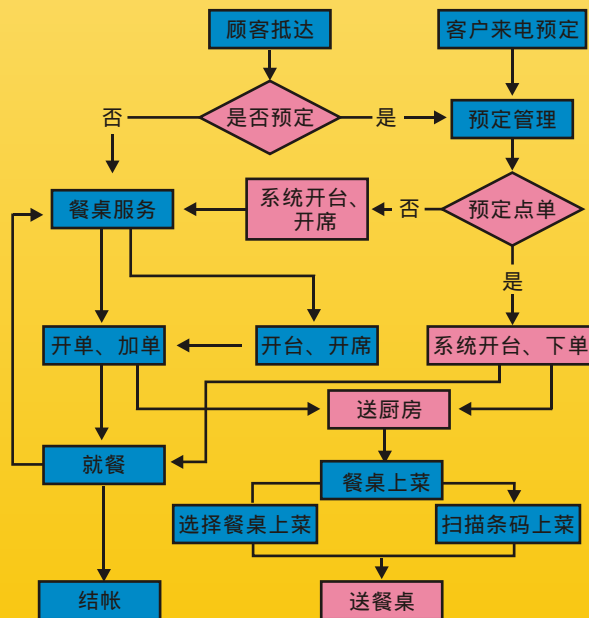 顾客抵达
客户来电预定
否
是否预定
是
预定管理
餐桌服务
系统开台、
开席
否
预定点单
是
开单、加单
开台、开席
系统开台、下单
送厨房
就餐
餐桌上菜
选择餐桌上菜
扫描条码上菜
结帐
送餐桌